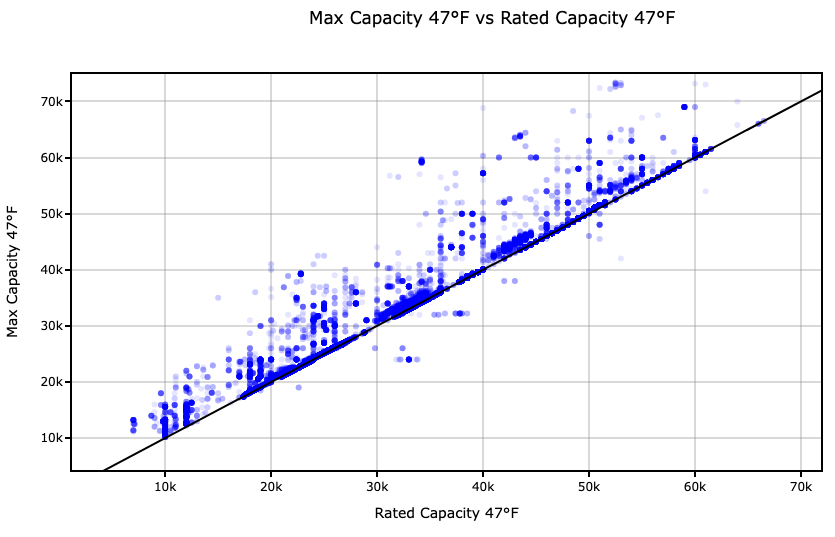 Max Capacity 47°F vs Rated Capacity 47°F
70k
60k
50k
40k
30k
20k
10k
Max Capacity 47°F
10k 20k 30k 40k 50k 60k 70k
Rated Capacity 47°F